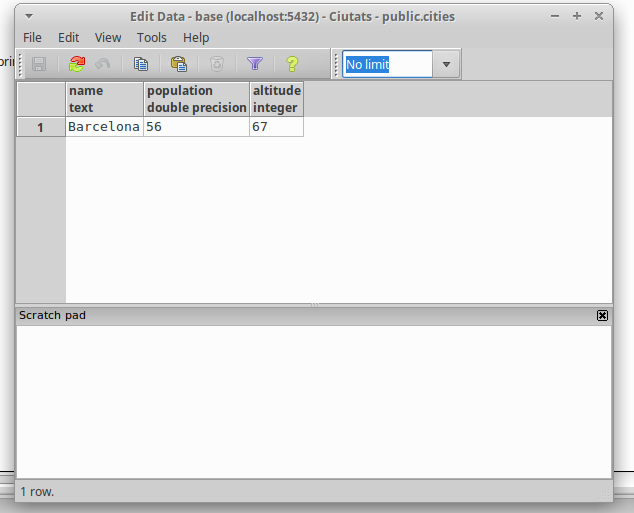 Edit Data - base (localhost:5432) - Ciutats - public.cities
File Edit View Tools Help
No limit
name population altitude
text double precision integer
1 Barcelona 56 67
Scratch pad
1 row.